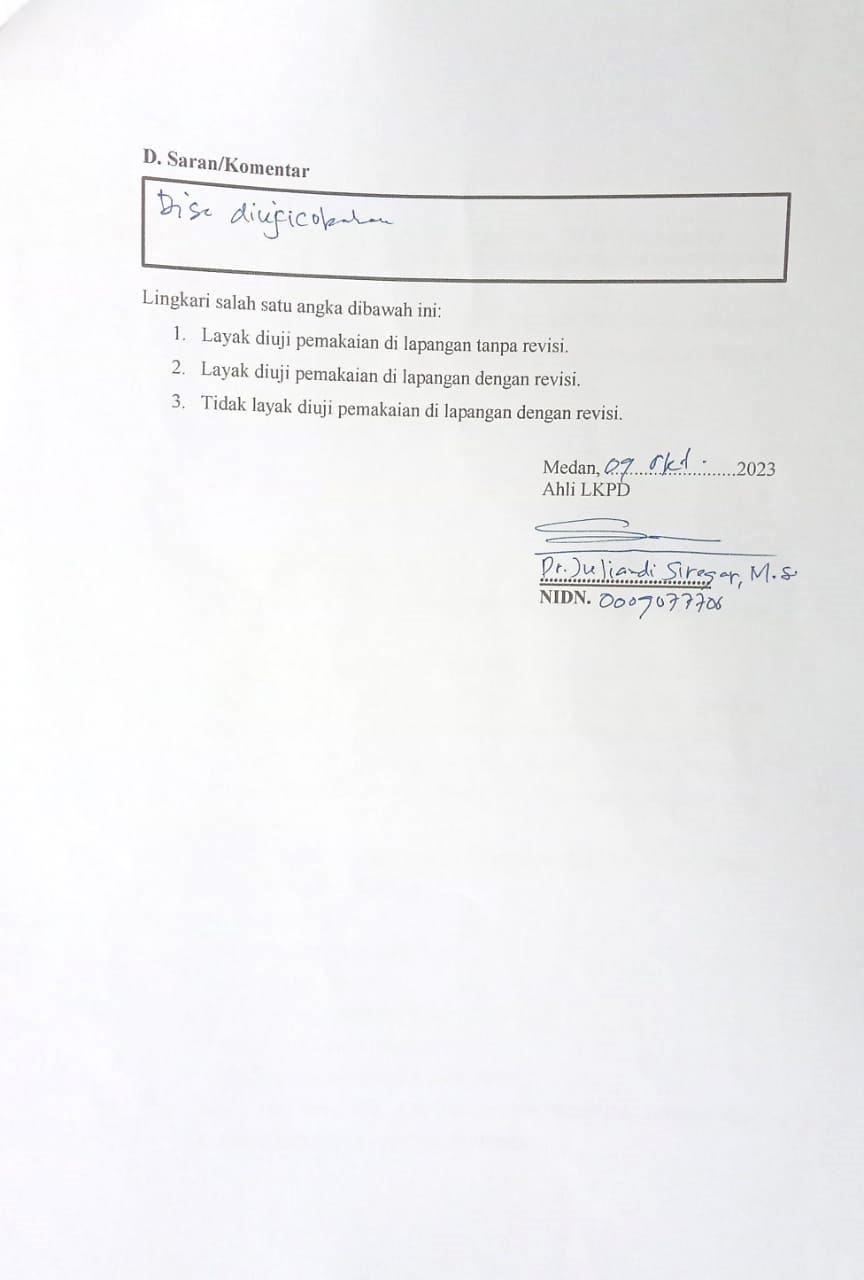 D. Saran/Komentar
Bisa diujicobakan
Lingkari salah satu angka dibawah ini:
1. Layak diuji pemakaian di lapangan tanpa revisi.
2. Layak diuji pemakaian di lapangan dengan revisi.
3. Tidak layak diuji pemakaian di lapangan dengan revisi.
Medan, 09 Okt. 2023
Ahli LKPD
Dr. Juliandi Siregar, M.S
NIDN. 0009077706